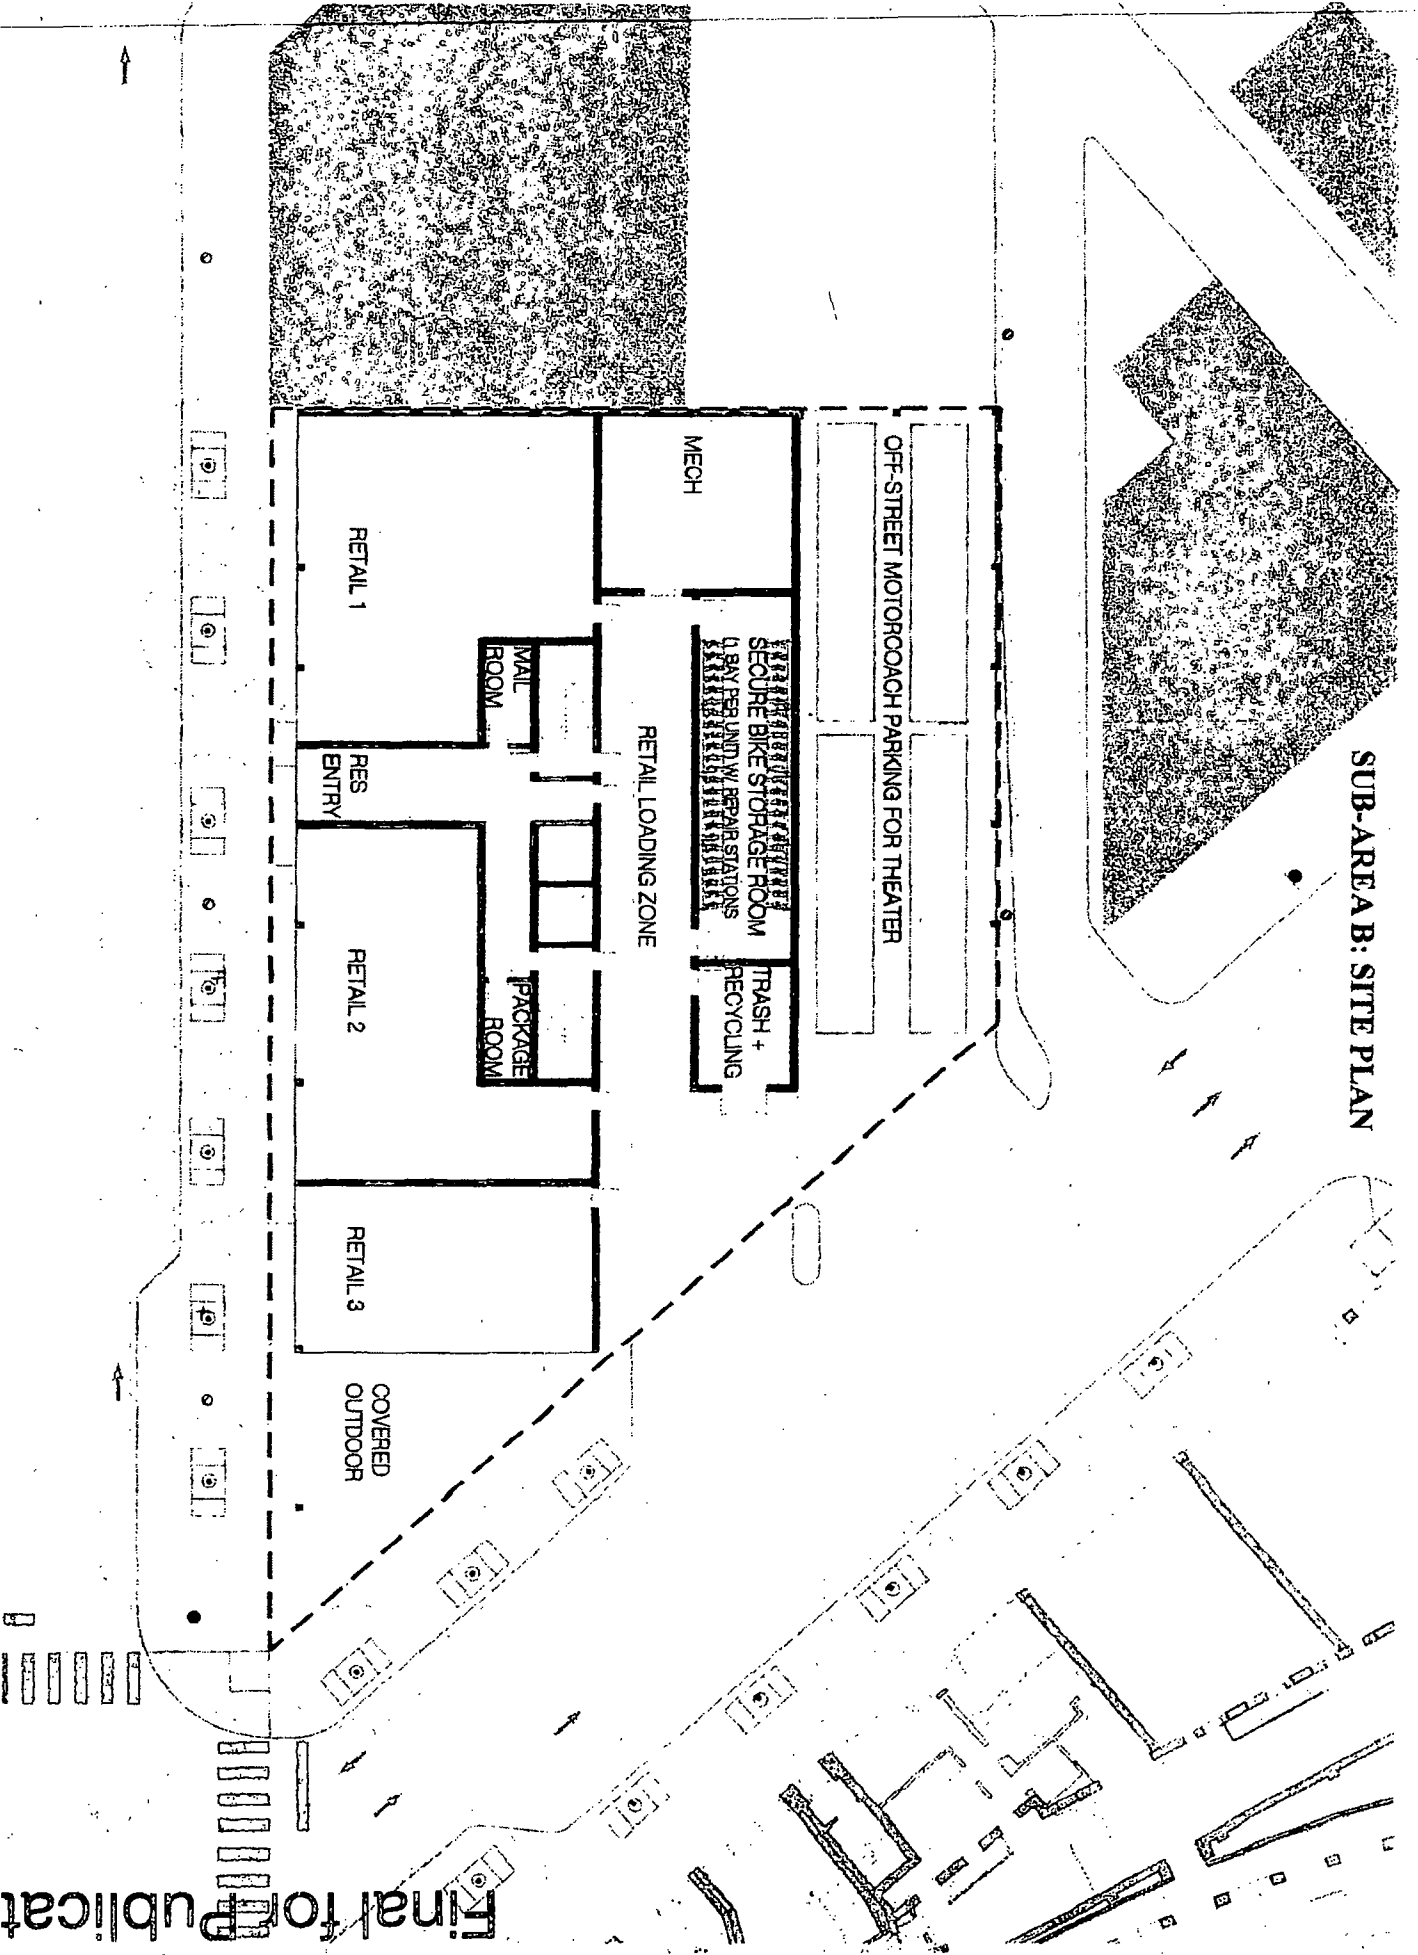 SUB-AREA B: SITE PLAN
OFF-STREET MOTORCOACH PARKING FOR THEATER
MECH
SECURE BIKE STORAGE ROOM
(1 BAY PER UNIT) W/ REPAIR STATIONS
TRASH +
RECYCLING
RETAIL LOADING ZONE
MAIL
ROOM
PACKAGE
ROOM
RETAIL 1
RES
ENTRY
RETAIL 2
RETAIL 3
COVERED
OUTDOOR
Final for Publicat